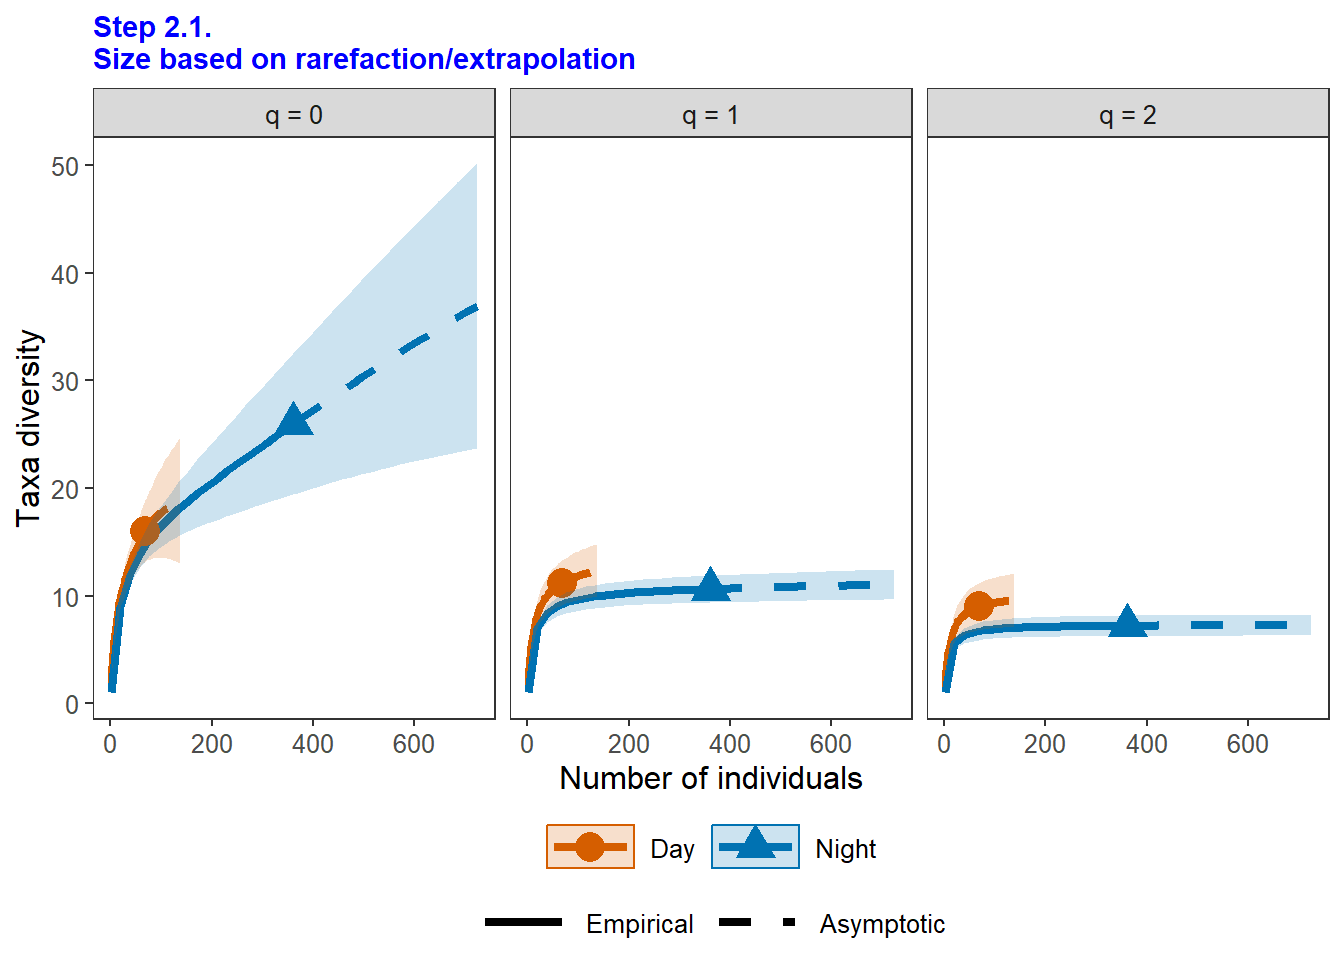 Step 2.1.
Size based on rarefaction/extrapolation
q = 0
q = 1
q = 2
Taxa diversity
50
40
30
20
10
0
0 200 400 600
0 200 400 600
0 200 400 600
Number of individuals
Day Night
Empirical Asymptotic